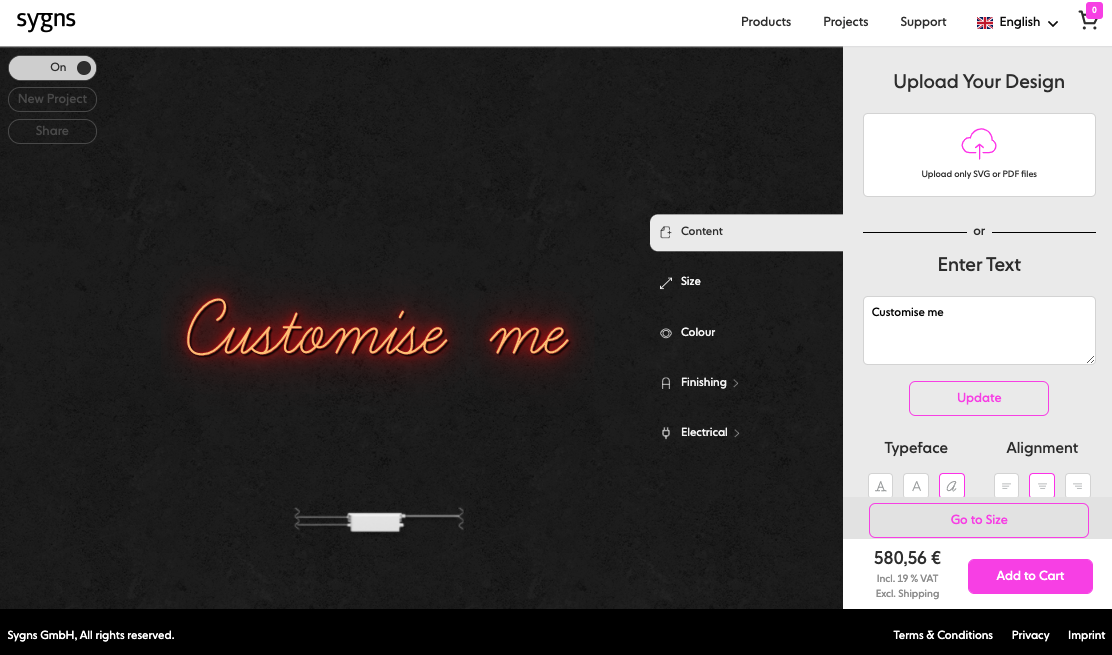 sygns
Products Projects Support English 0
On
New Project
Share
Customise me
Content
Size
Colour
Finishing
Electrical
Upload Your Design
Upload only SVG or PDF files
or
Enter Text
Customise me
Update
Typeface Alignment
A A a
Go to Size
580,56 €
Incl. 19 % VAT
Excl. Shipping
Add to Cart
Sygns GmbH, All rights reserved.
Terms & Conditions Privacy Imprint